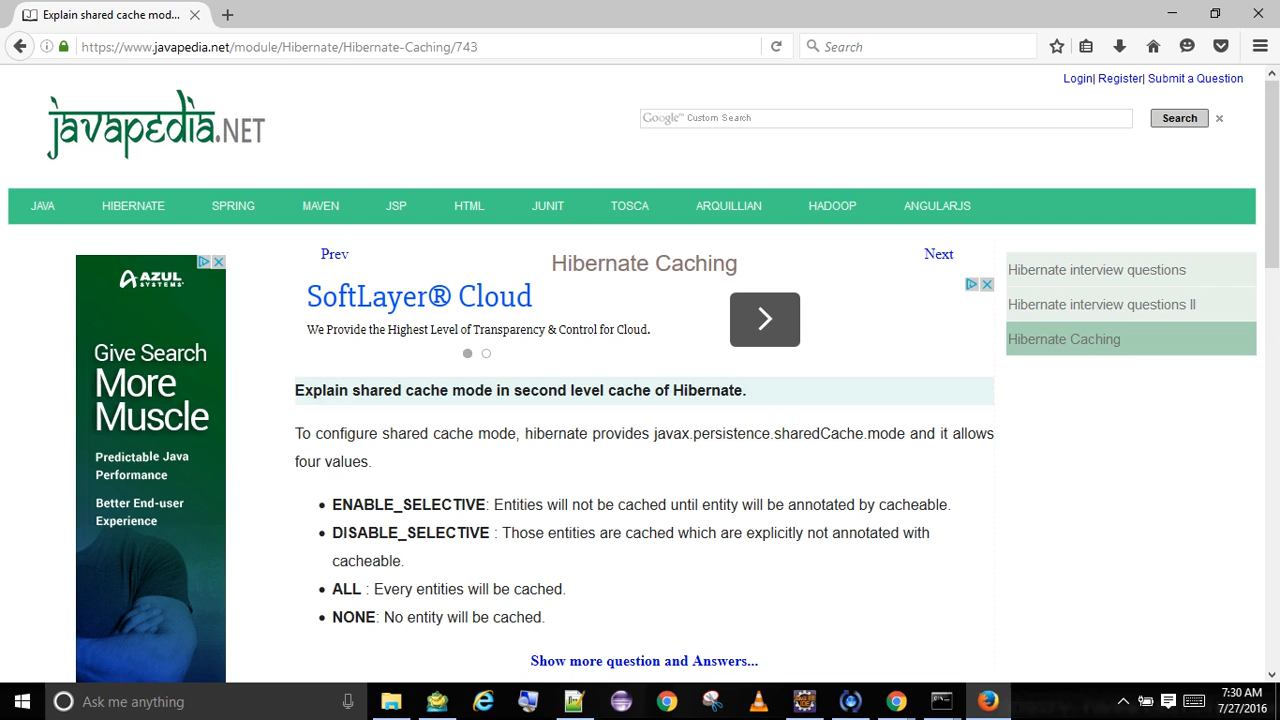 Explain shared cache mod...
https://www.javapedia.net/module/Hibernate/Hibernate-Caching/743
Search
Login| Register| Submit a Question
javapedia.NET
Google™ Custom Search
Search
JAVA HIBERNATE SPRING MAVEN JSP HTML JUNIT TOSCA ARQUILLIAN HADOOP ANGULARJS
Prev
Hibernate Caching
Next
AZUL SYSTEMS
Give Search
More
Muscle
Predictable Java
Performance
Better End-user
Experience
SoftLayer® Cloud
We Provide the Highest Level of Transparency & Control for Cloud.
Explain shared cache mode in second level cache of Hibernate.
To configure shared cache mode, hibernate provides javax.persistence.sharedCache.mode and it allows
four values.
• ENABLE_SELECTIVE: Entities will not be cached until entity will be annotated by cacheable.
• DISABLE_SELECTIVE : Those entities are cached which are explicitly not annotated with
cacheable.
• ALL : Every entities will be cached.
• NONE: No entity will be cached.
Show more question and Answers...
Hibernate interview questions
Hibernate interview questions II
Hibernate Caching
Ask me anything
7:30 AM
7/27/2016